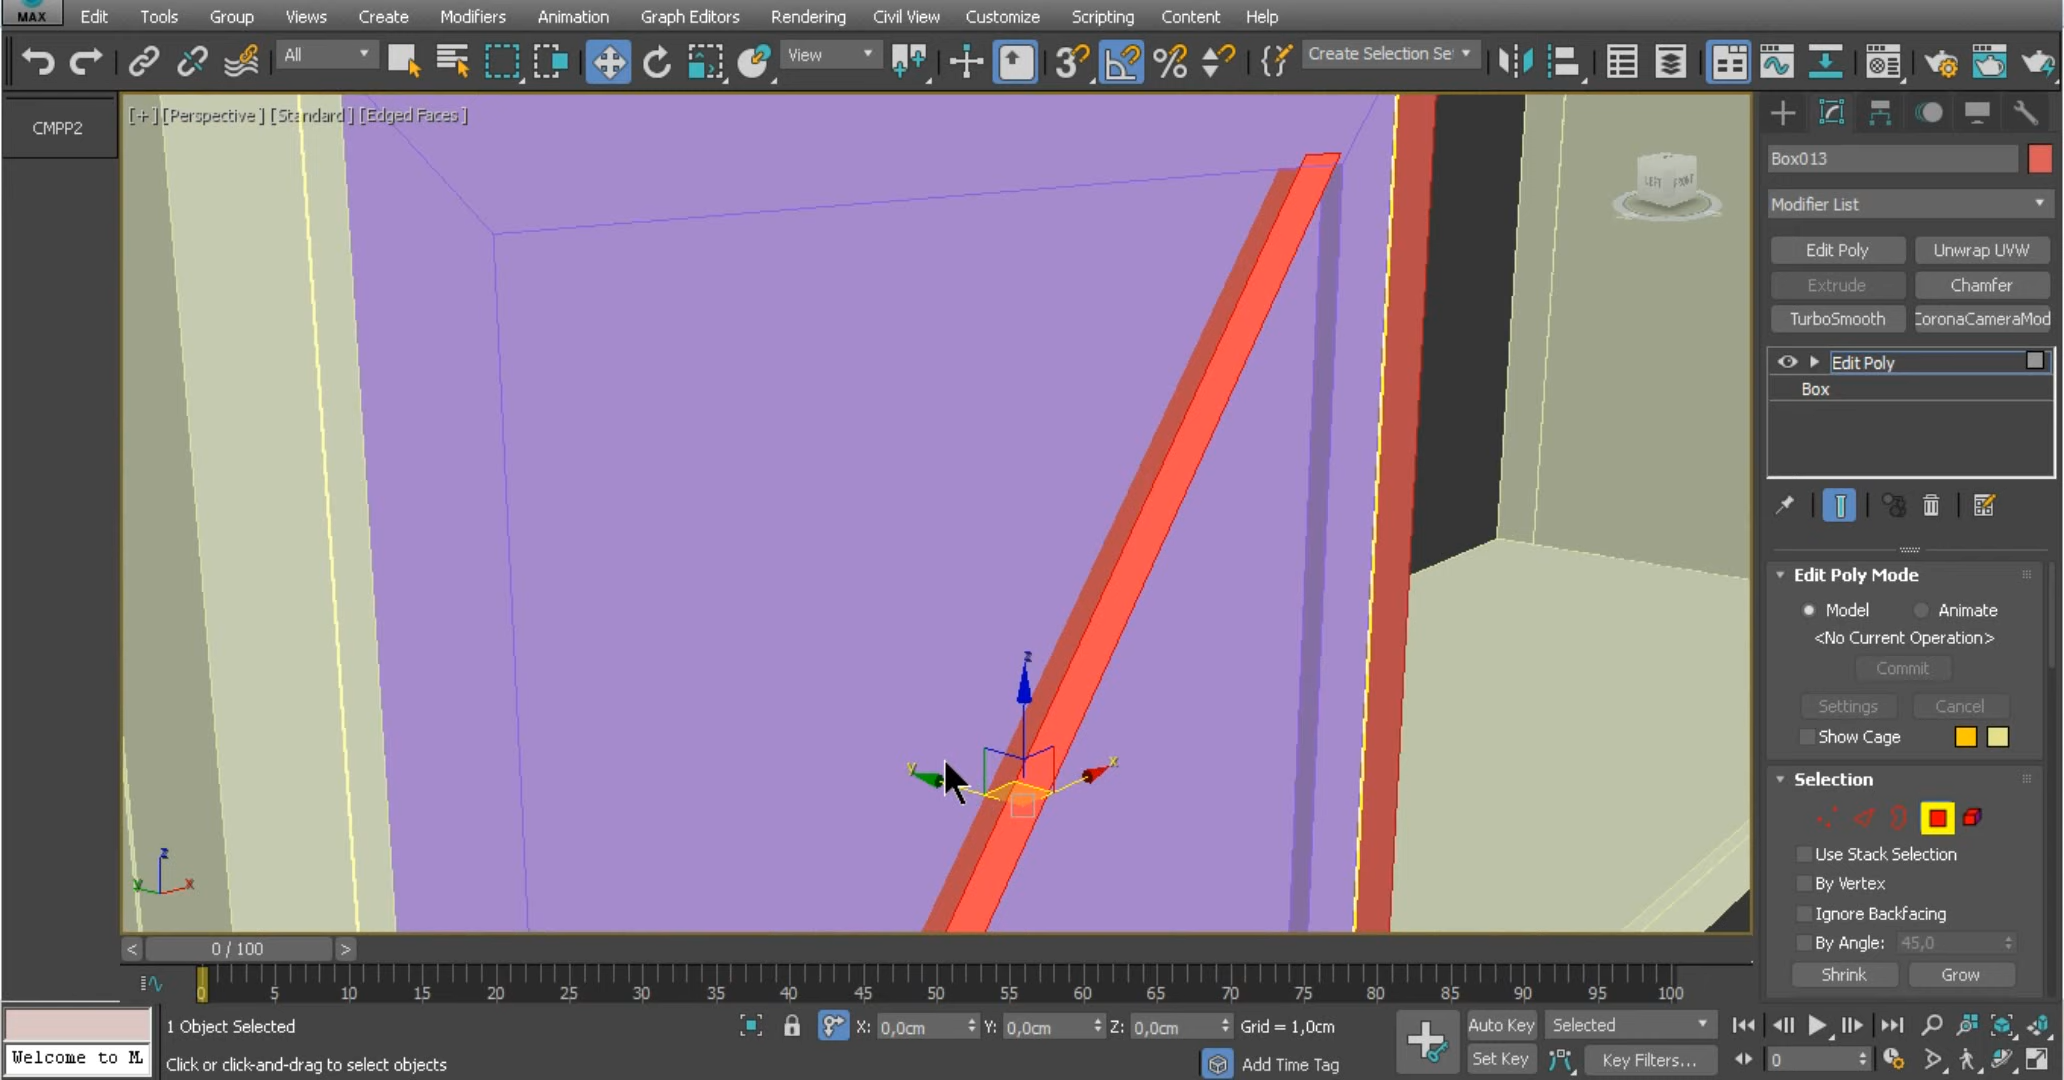 MAX Edit Tools Group Views Create Modifiers Animation Graph Editors Rendering Civil View Customize Scripting Content Help
All View 3 Create Selection Se
CMPP2
[+] [Perspective] [Standard] [Edged Faces]
LEFT FRONT
Box013
Modifier List
Edit Poly Unwrap UVW
Extrude Chamfer
TurboSmooth CoronaCameraMod
Edit Poly
Box
Edit Poly Mode
Model Animate
<No Current Operation>
Commit
Settings Cancel
Show Cage
Selection
Use Stack Selection
By Vertex
Ignore Backfacing
By Angle: 45,0
Shrink Grow
z
y x
z
y x
< 0 / 100 >
0 5 10 15 20 25 30 35 40 45 50 55 60 65 70 75 80 85 90 95 100
1 Object Selected X: 0,0cm Y: 0,0cm Z: 0,0cm Grid = 1,0cm Auto Key Selected
Welcome to M Click or click-and-drag to select objects Add Time Tag Set Key Key Filters... 0